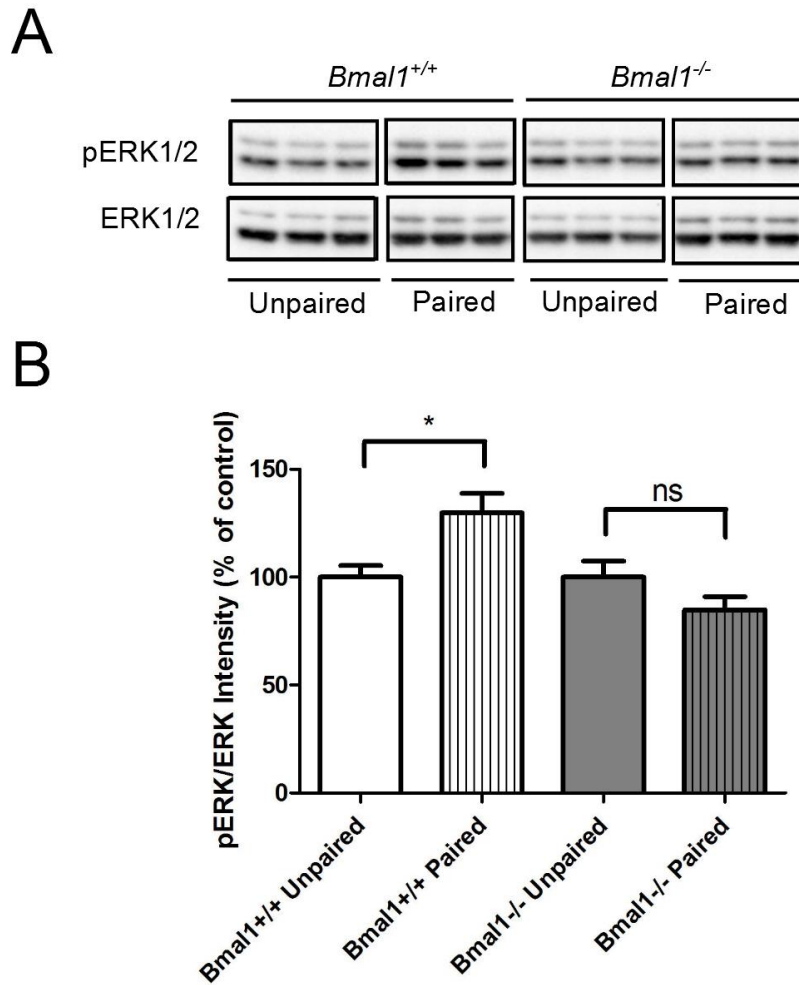 A
Bmal1+/+ Bmal1-/-
pERK1/2
ERK1/2
Unpaired Paired Unpaired Paired
B
pERK/ERK Intensity (% of control)
150
100
50
0
*
ns
Bmal1+/+ Unpaired
Bmal1+/+ Paired
Bmal1-/- Unpaired
Bmal1-/- Paired